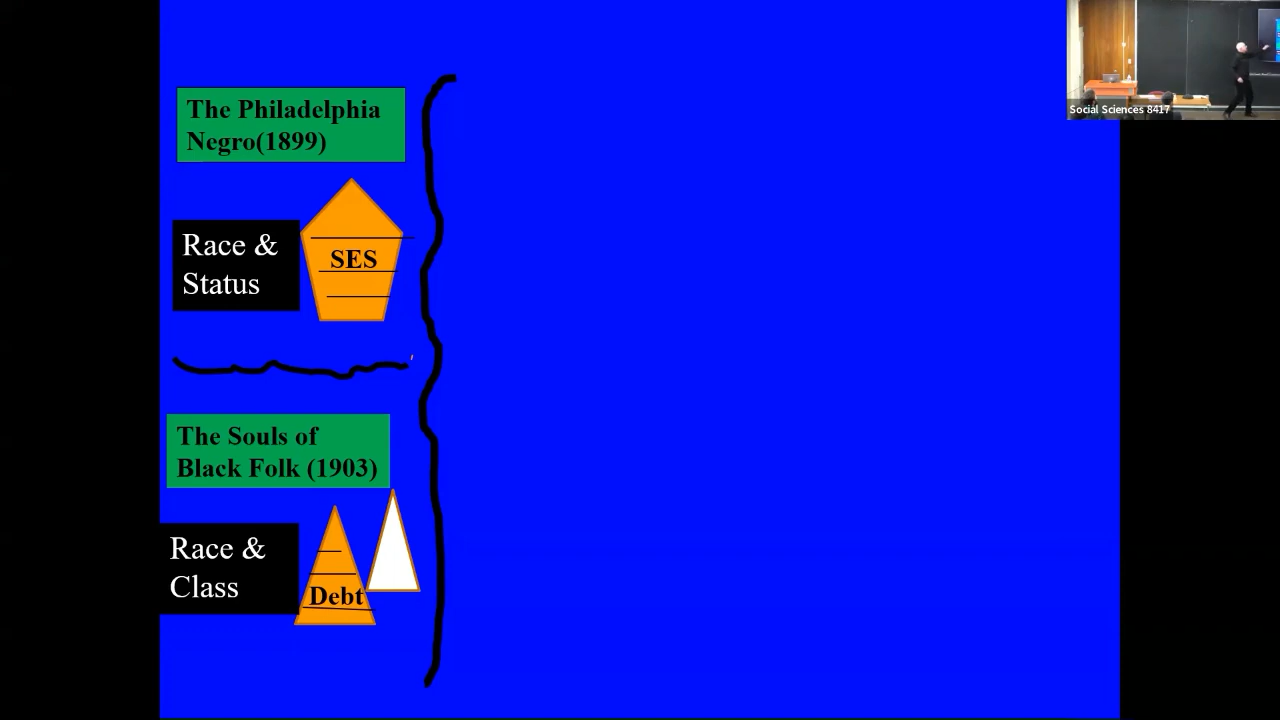 The Philadelphia
Negro(1899)
Race &
Status
SES
The Souls of
Black Folk (1903)
Race &
Class
Debt
Social Sciences 8417